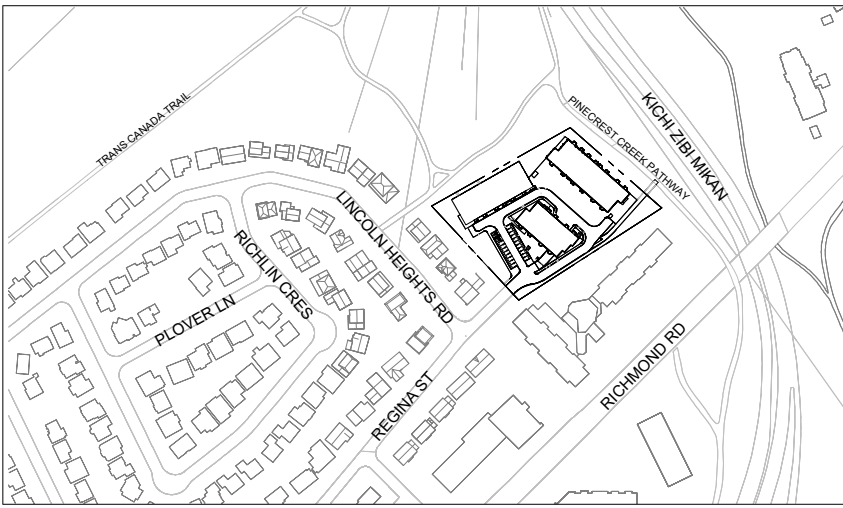 TRANS CANADA TRAIL
PINECREST CREEK PATHWAY
KICHI ZIBI MIKAN
LINCOLN HEIGHTS RD
RICHLIN CRES
PLOVER LN
REGINA ST
RICHMOND RD